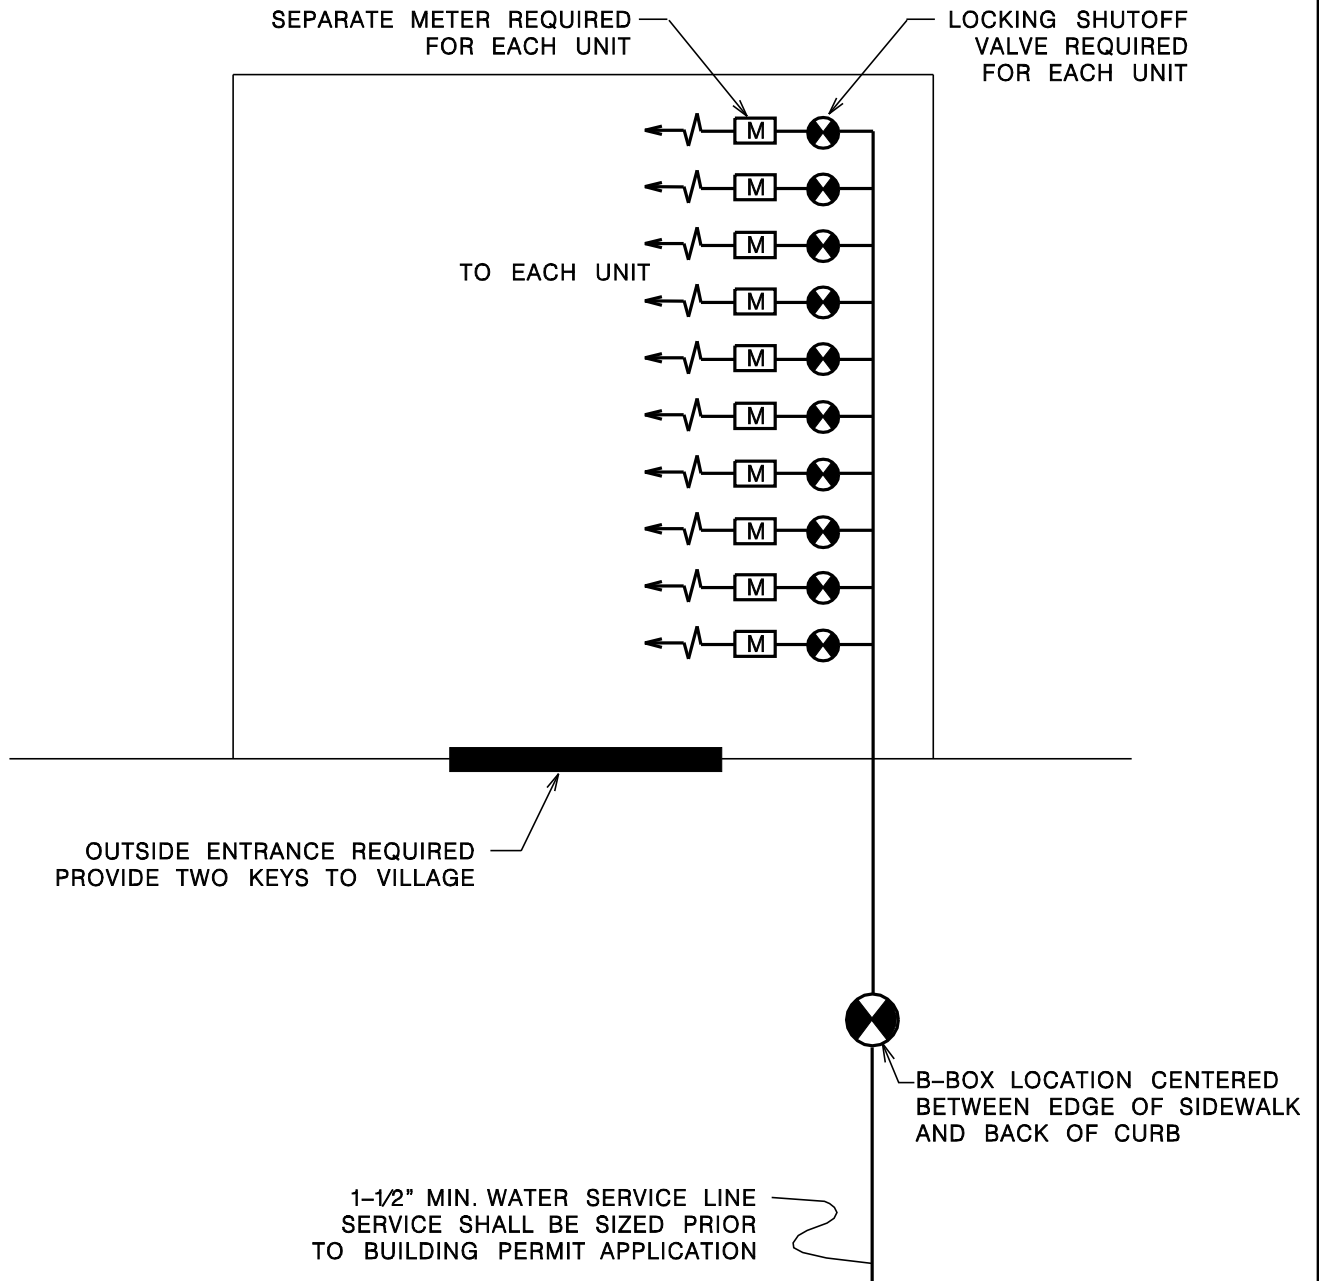 SEPARATE METER REQUIRED
FOR EACH UNIT
LOCKING SHUTOFF
VALVE REQUIRED
FOR EACH UNIT
M
M
M
TO EACH UNIT
M
M
M
M
M
M
M
OUTSIDE ENTRANCE REQUIRED
PROVIDE TWO KEYS TO VILLAGE
B-BOX LOCATION CENTERED
BETWEEN EDGE OF SIDEWALK
AND BACK OF CURB
1-1/2" MIN. WATER SERVICE LINE
SERVICE SHALL BE SIZED PRIOR
TO BUILDING PERMIT APPLICATION